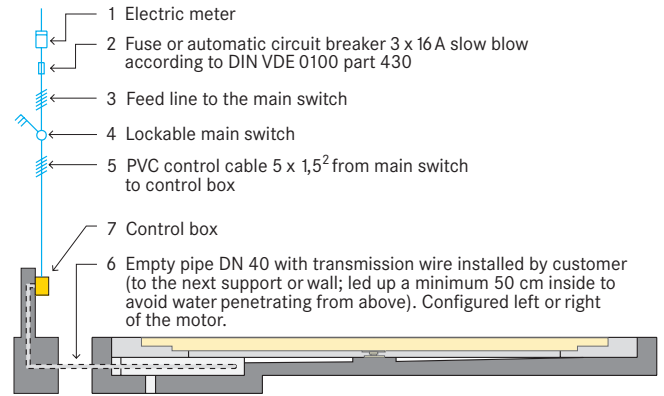 1 Electric meter
2 Fuse or automatic circuit breaker 3 x 16 A slow blow
according to DIN VDE 0100 part 430
3 Feed line to the main switch
4 Lockable main switch
5 PVC control cable 5 x 1,5² from main switch
to control box
7 Control box
6 Empty pipe DN 40 with transmission wire installed by customer
(to the next support or wall; led up a minimum 50 cm inside to
avoid water penetrating from above). Configured left or right
of the motor.